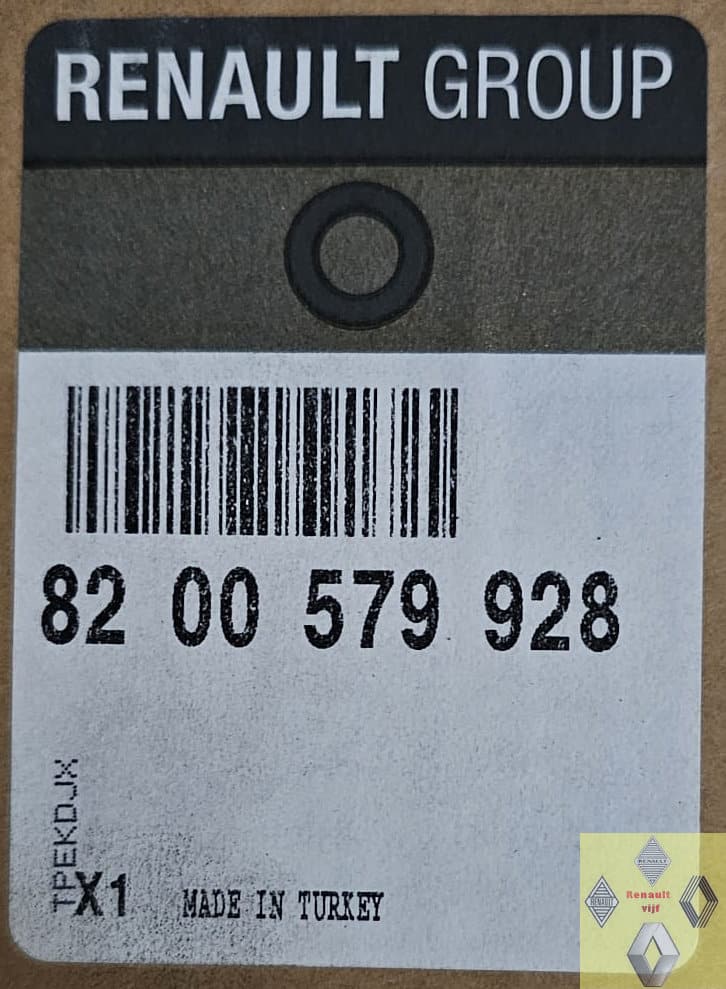 RENAULT GROUP
82 00 579 928
TPEKDJX
X1
MADE IN TURKEY
RENAULT
RENAULT
Renault
vijf